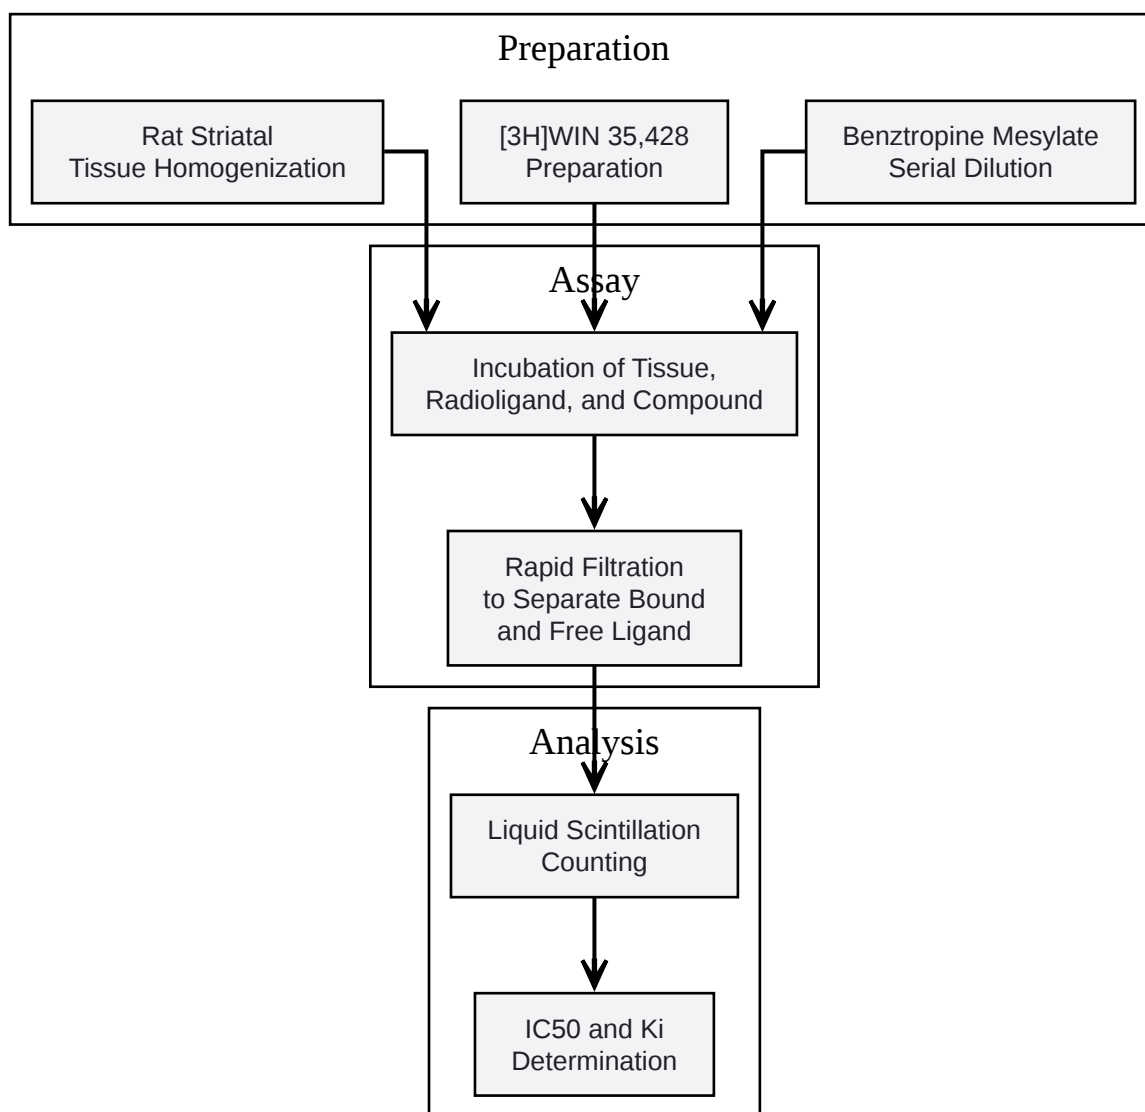 Preparation
Rat Striatal
Tissue Homogenization
[3H]WIN 35,428
Preparation
Benztropine Mesylate
Serial Dilution
Assay
Incubation of Tissue,
Radioligand, and Compound
Rapid Filtration
to Separate Bound
and Free Ligand
Analysis
Liquid Scintillation
Counting
IC50 and Ki
Determination